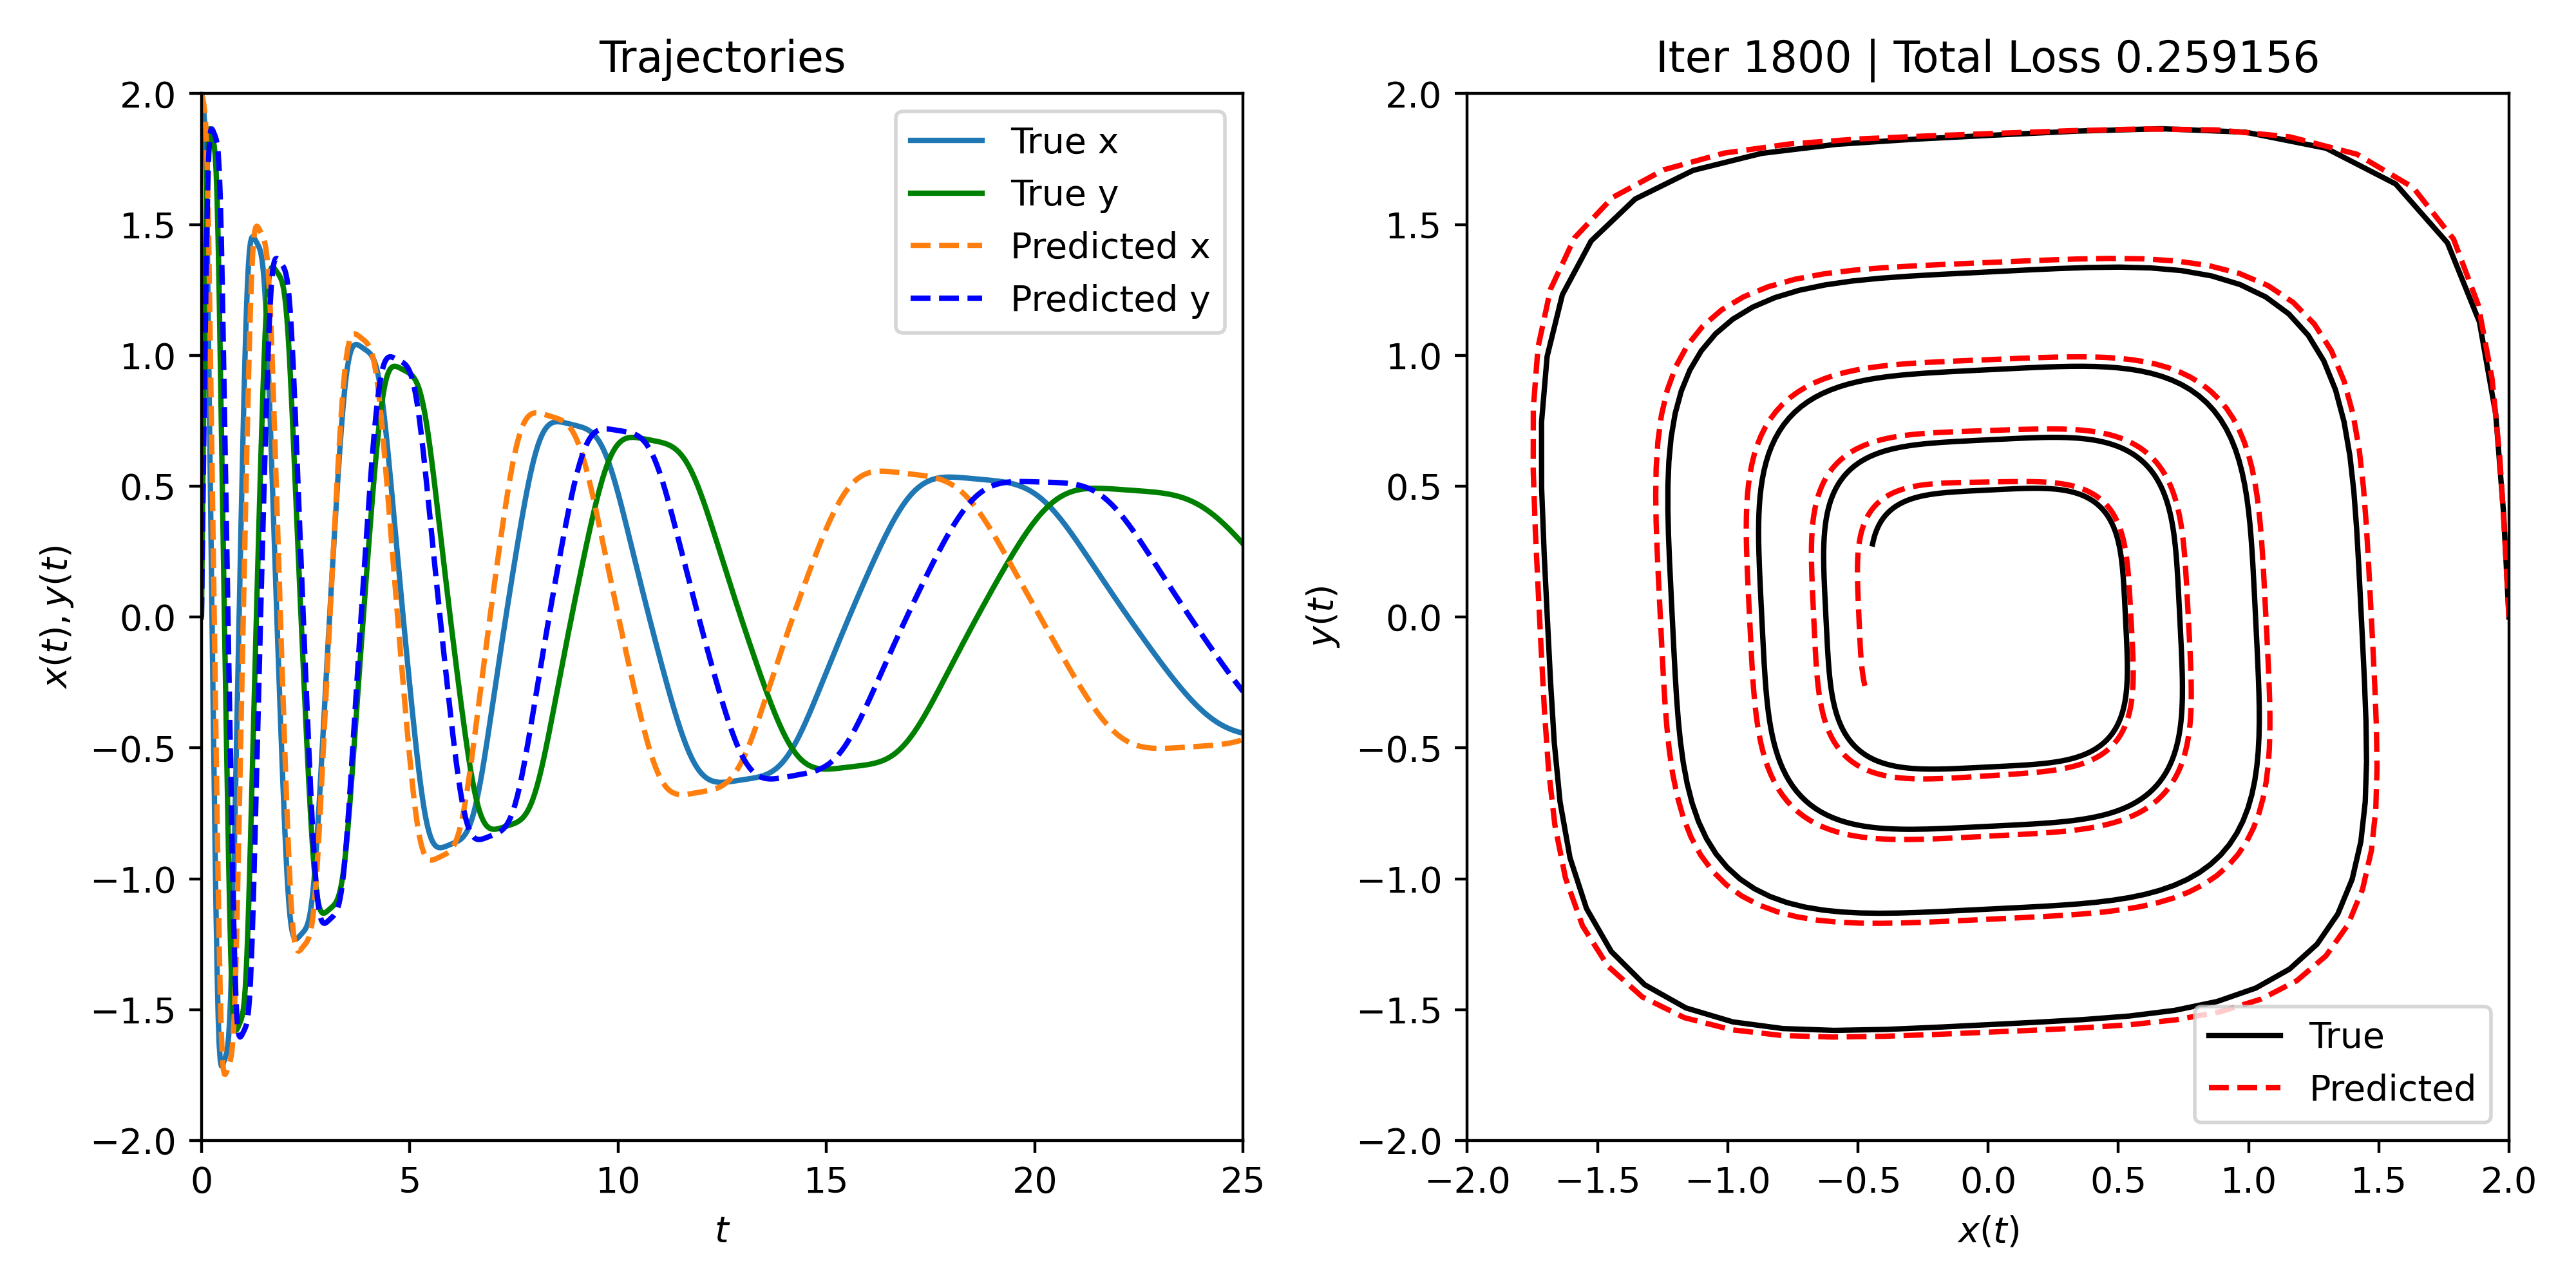 Trajectories
2.0
1.5
1.0
0.5
0.0
−0.5
−1.0
−1.5
−2.0
x(t), y(t)
0 5 10 15 20 25
t
True x
True y
Predicted x
Predicted y
Iter 1800 | Total Loss 0.259156
2.0
1.5
1.0
0.5
0.0
−0.5
−1.0
−1.5
−2.0
y(t)
−2.0 −1.5 −1.0 −0.5 0.0 0.5 1.0 1.5 2.0
x(t)
True
Predicted